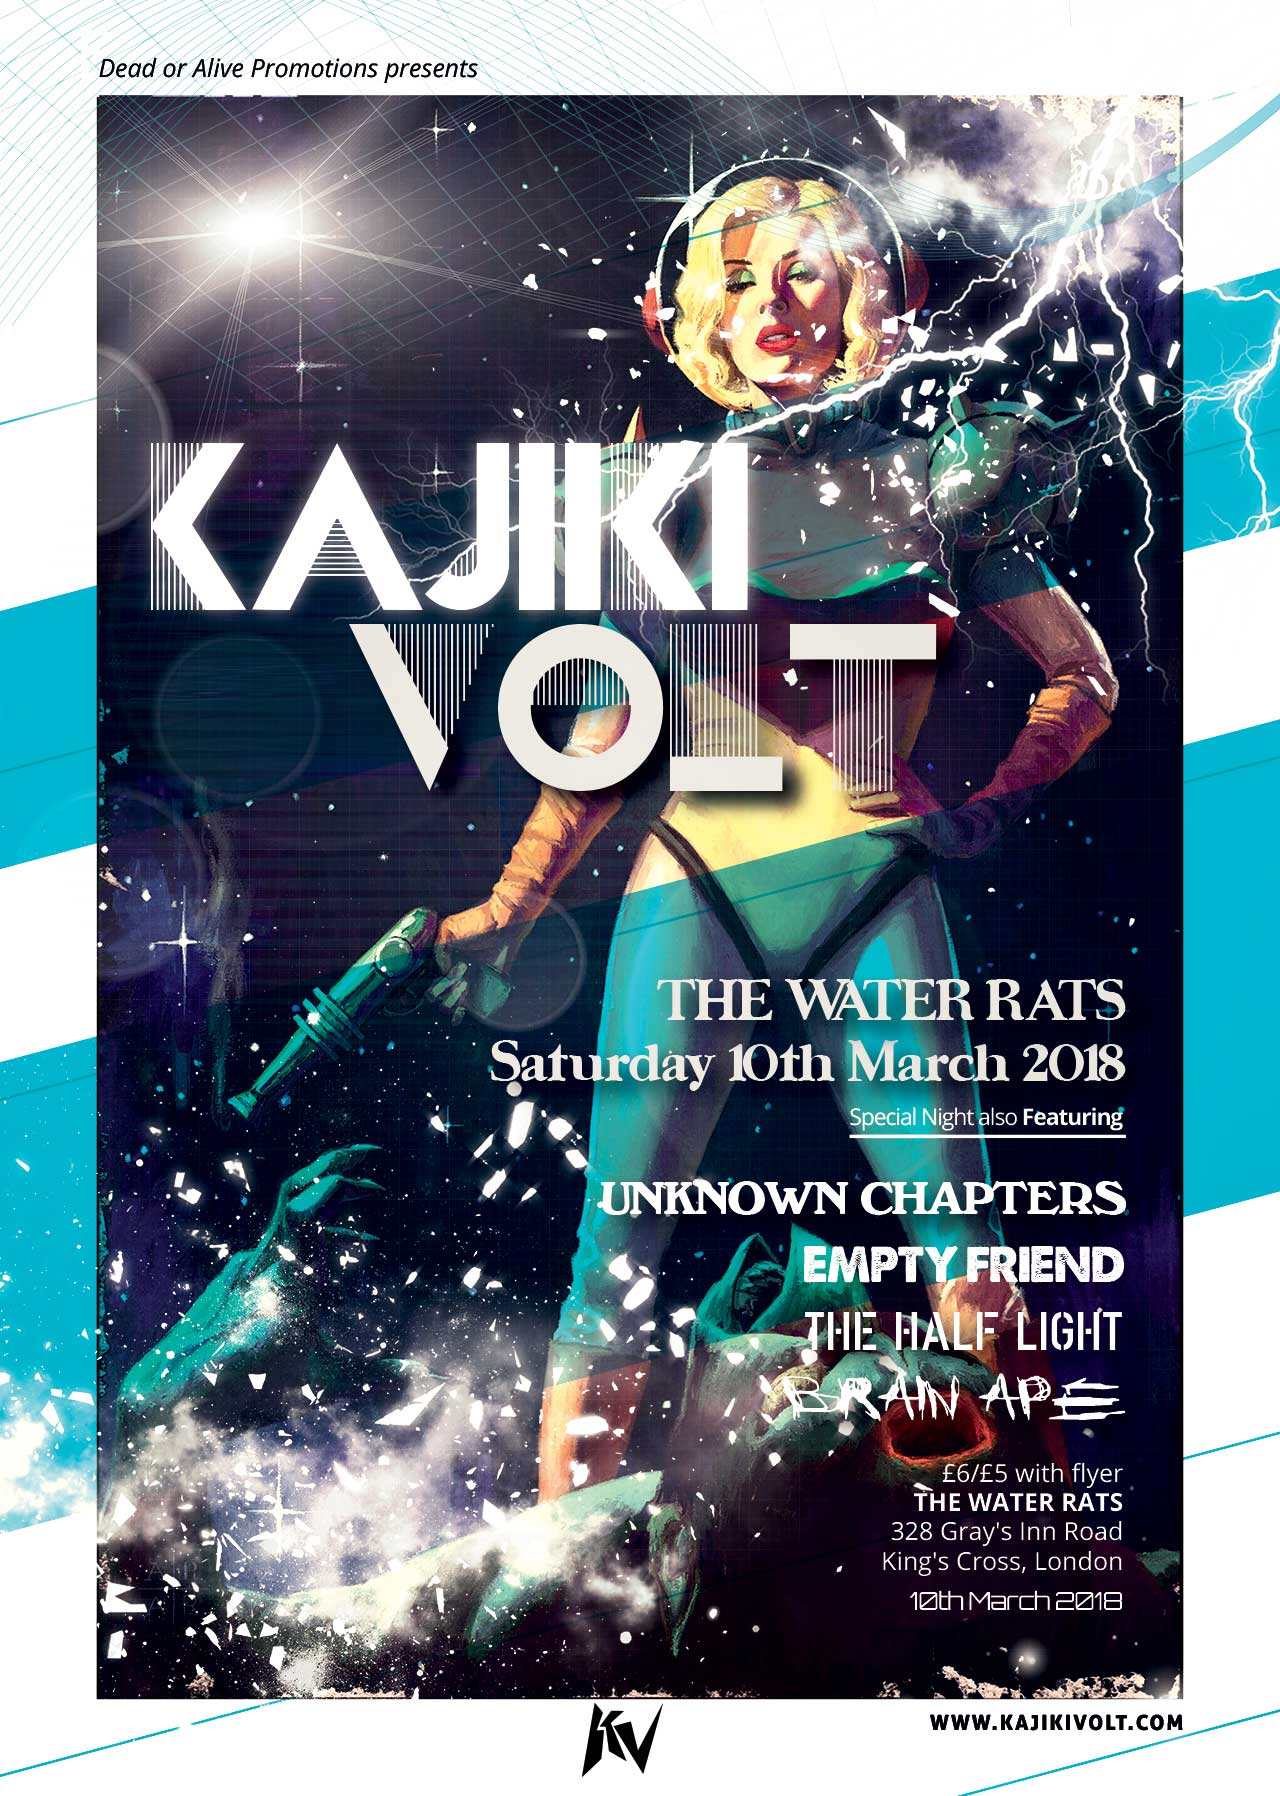 Dead or Alive Promotions presents
KAJIKI
VOLT
THE WATER RATS
Saturday 10th March 2018
Special Night also Featuring
UNKNOWN CHAPTERS
EMPTY FRIEND
THE HALF LIGHT
BRAIN APE
£6/£5 with flyer
THE WATER RATS
328 Gray's Inn Road
King's Cross, London
10th March 2018
KV
WWW.KAJIKIVOLT.COM